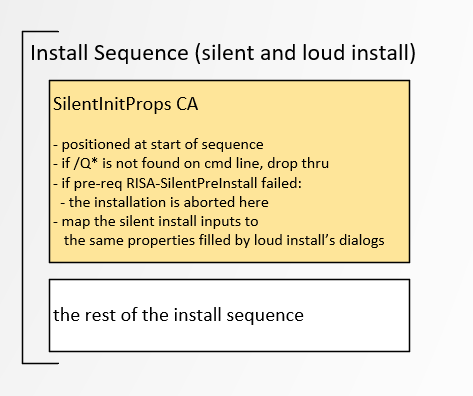 Install Sequence (silent and loud install)
SilentInitProps CA
- positioned at start of sequence
- if /Q* is not found on cmd line, drop thru
- if pre-req RISA-SilentPreInstall failed:
- the installation is aborted here
- map the silent install inputs to
the same properties filled by loud install's dialogs
the rest of the install sequence